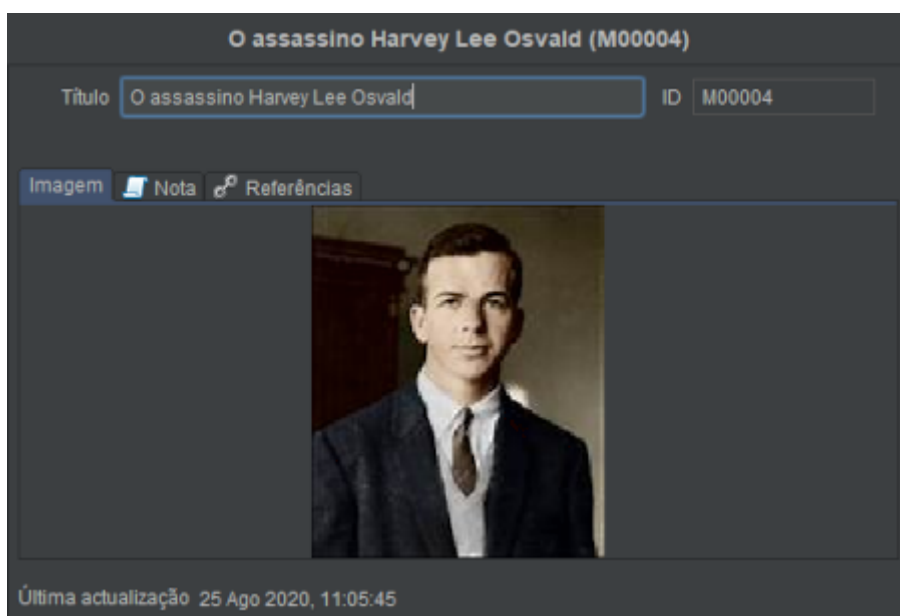 O assassino Harvey Lee Osvald (M00004)
Título O assassino Harvey Lee Osvald ID M00004
Imagem Nota Referências
Última actualização 25 Ago 2020, 11:05:45